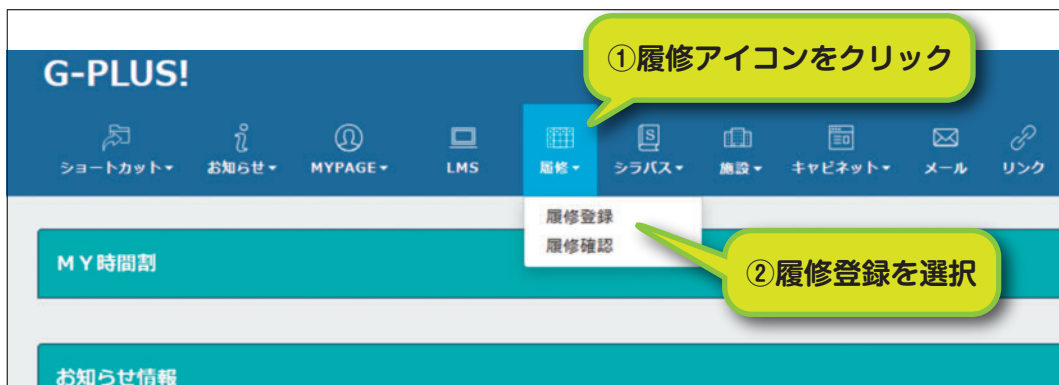 ①履修アイコンをクリック
G-PLUS!
ショートカット▾ お知らせ▾ MYPAGE▾ LMS 履修▾ シラバス▾ 施設▾ キャビネット▾ メール リンク
履修登録
履修確認
②履修登録を選択
ＭＹ時間割
お知らせ情報